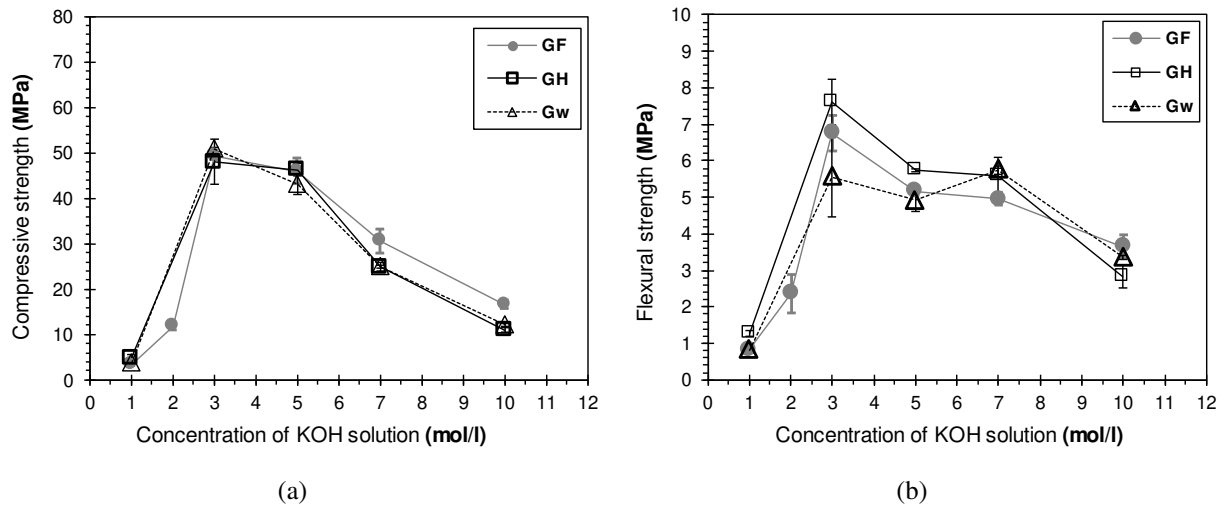 80
70
60
50
40
30
20
10
0
Compressive strength (MPa)
GF
GH
Gw
0 1 2 3 4 5 6 7 8 9 10 11 12
Concentration of KOH solution (mol/l)
(a)
10
9
8
7
6
5
4
3
2
1
0
Flexural strength (MPa)
GF
GH
Gw
0 1 2 3 4 5 6 7 8 9 10 11 12
Concentration of KOH solution (mol/l)
(b)